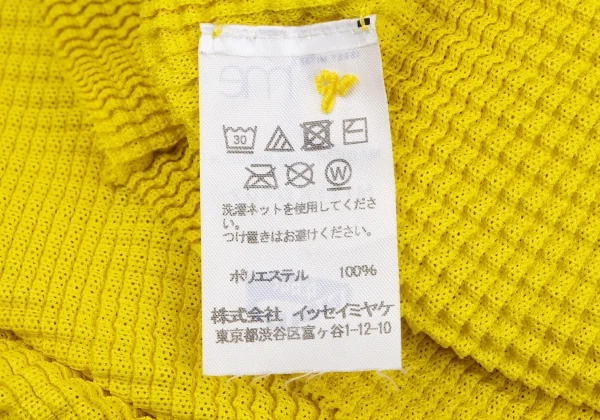 me
30
W
洗濯ネットを使用してくださ
い。
つけ置きはお避けください。
ポリエステル 100%
株式会社 イッセイミヤケ
東京都渋谷区富ヶ谷1-12-10